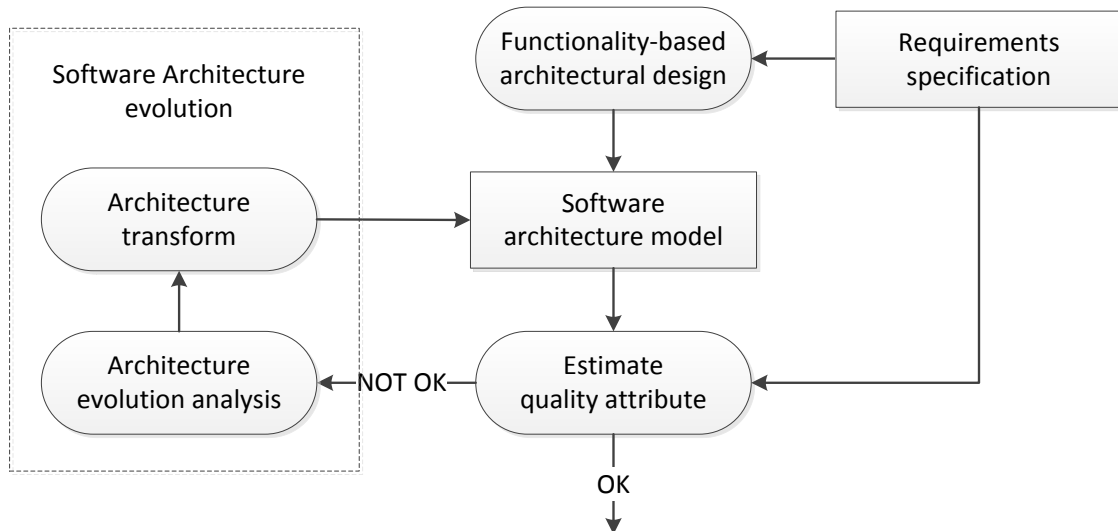 Functionality-based
architectural design
Requirements
specification
Software Architecture
evolution
Architecture
transform
Software
architecture model
Architecture
evolution analysis
NOT OK
Estimate
quality attribute
OK